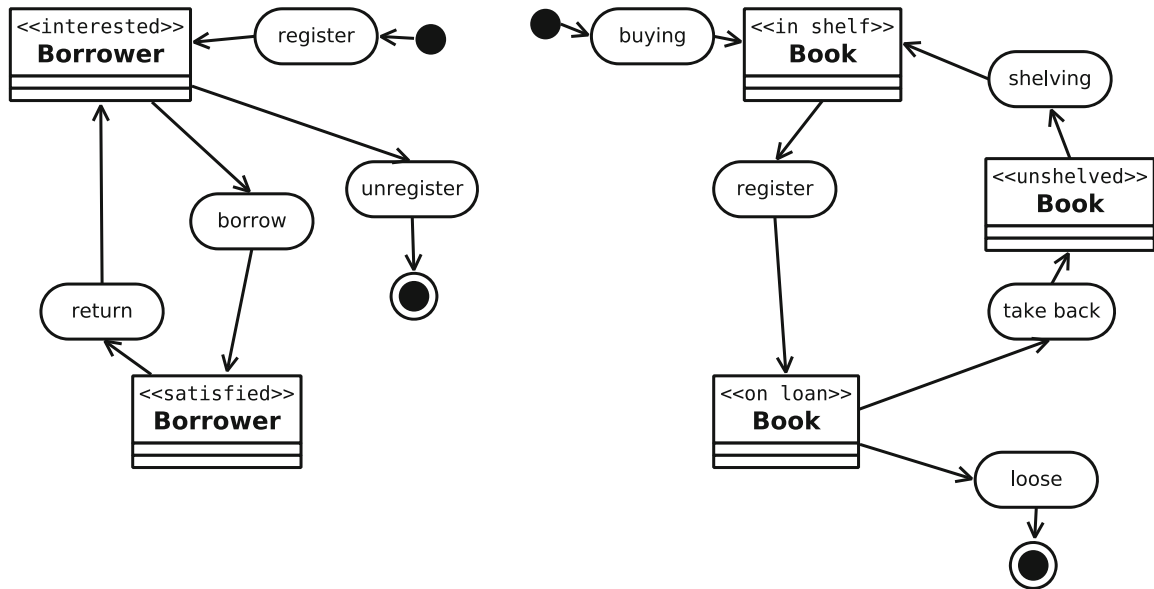 <<interested>>
Borrower
register
unregister
borrow
return
<<satisfied>>
Borrower
buying
<<in shelf>>
Book
shelving
register
<<unshelved>>
Book
take back
<<on loan>>
Book
loose